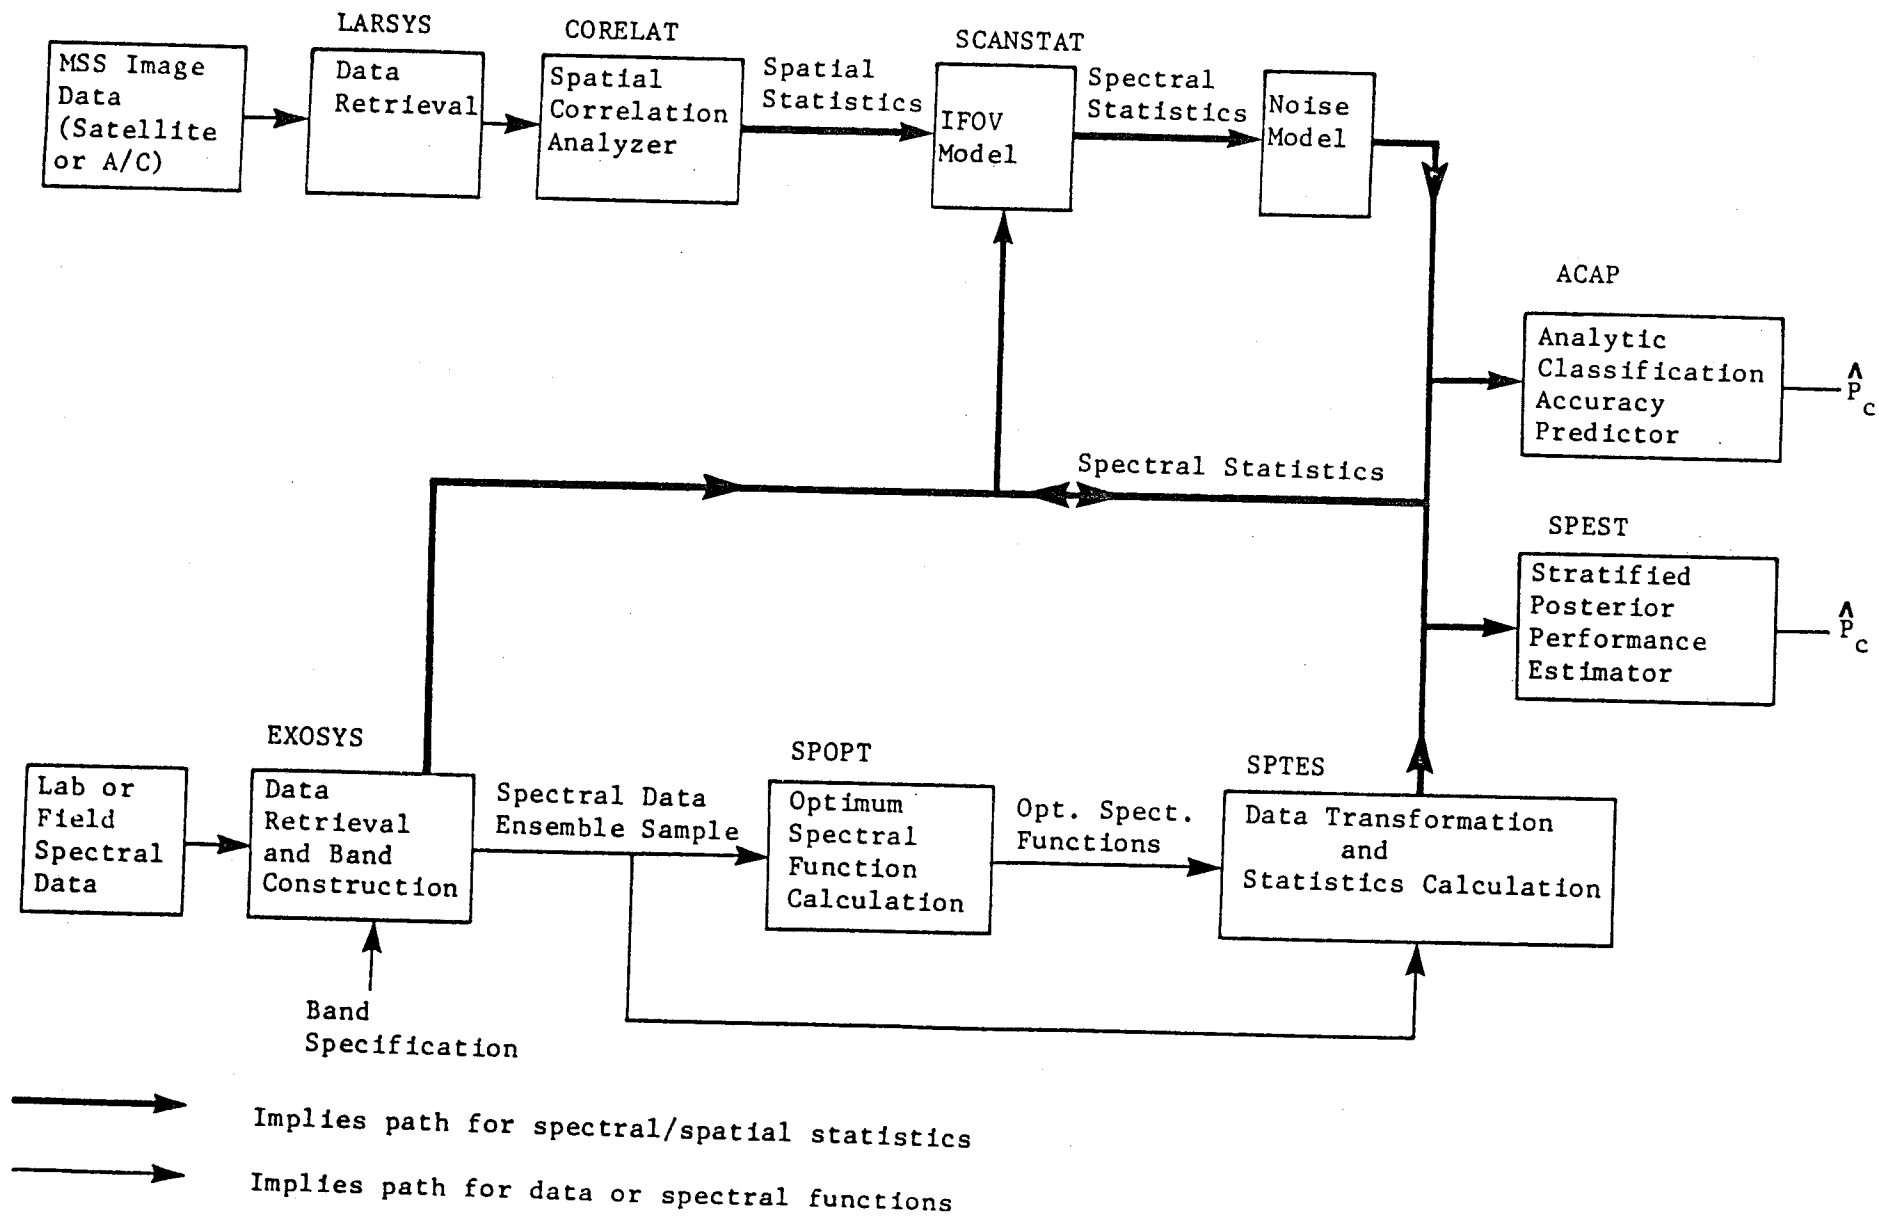 LARSYS
CORELAT
SCANSTAT
MSS Image
Data
(Satellite
or A/C)
Data
Retrieval
Spatial
Correlation
Analyzer
Spatial
Statistics
IFOV
Model
Spectral
Statistics
Noise
Model
ACAP
Analytic
Classification
Accuracy
Predictor
P̂c
Spectral Statistics
SPEST
Stratified
Posterior
Performance
Estimator
P̂c
EXOSYS
SPOPT
SPTES
Lab or
Field
Spectral
Data
Data
Retrieval
and Band
Construction
Spectral Data
Ensemble Sample
Optimum
Spectral
Function
Calculation
Opt. Spect.
Functions
Data Transformation
and
Statistics Calculation
Band
Specification
Implies path for spectral/spatial statistics
Implies path for data or spectral functions